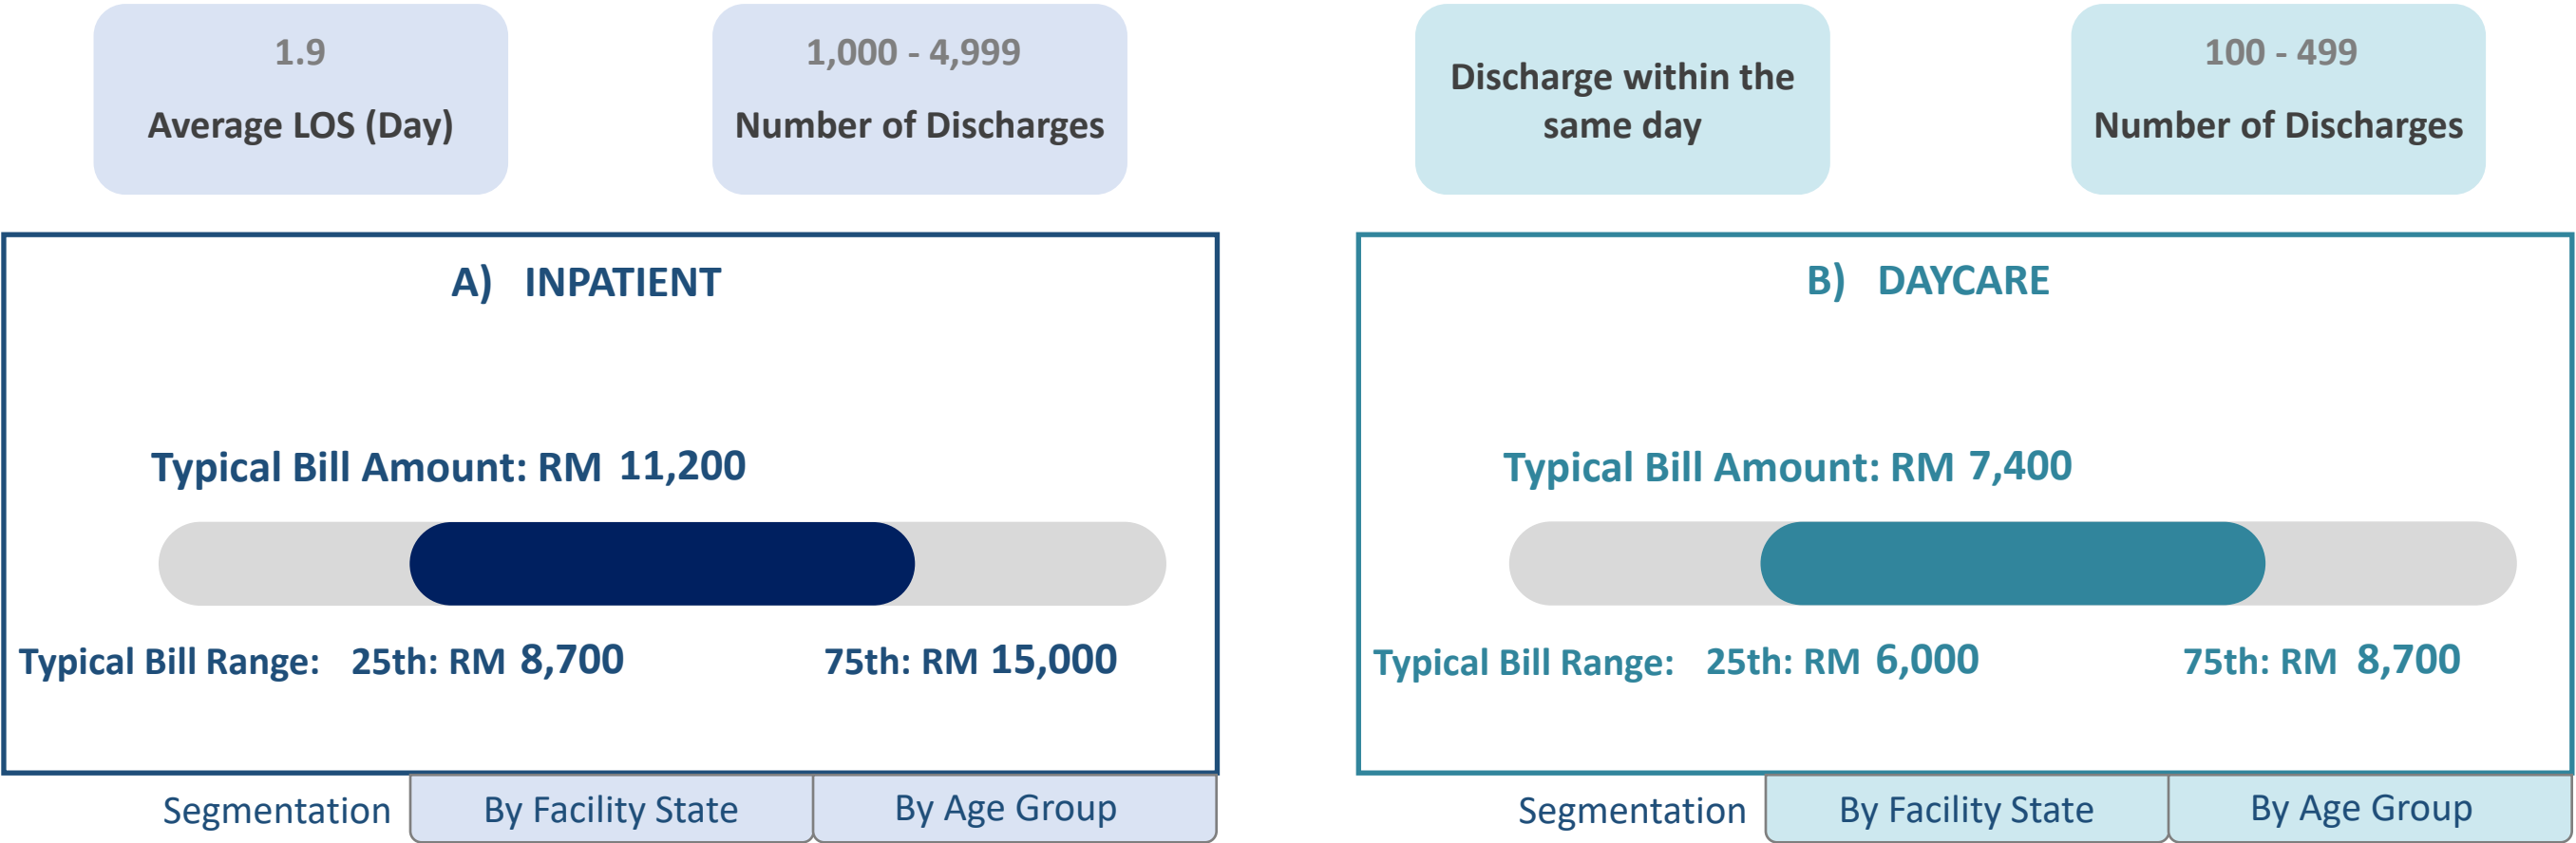 1.9
Average LOS (Day)
1,000 - 4,999
Number of Discharges
Discharge within the
same day
100 - 499
Number of Discharges
A) INPATIENT
Typical Bill Amount: RM 11,200
Typical Bill Range: 25th: RM 8,700 75th: RM 15,000
Segmentation By Facility State By Age Group
B) DAYCARE
Typical Bill Amount: RM 7,400
Typical Bill Range: 25th: RM 6,000 75th: RM 8,700
Segmentation By Facility State By Age Group